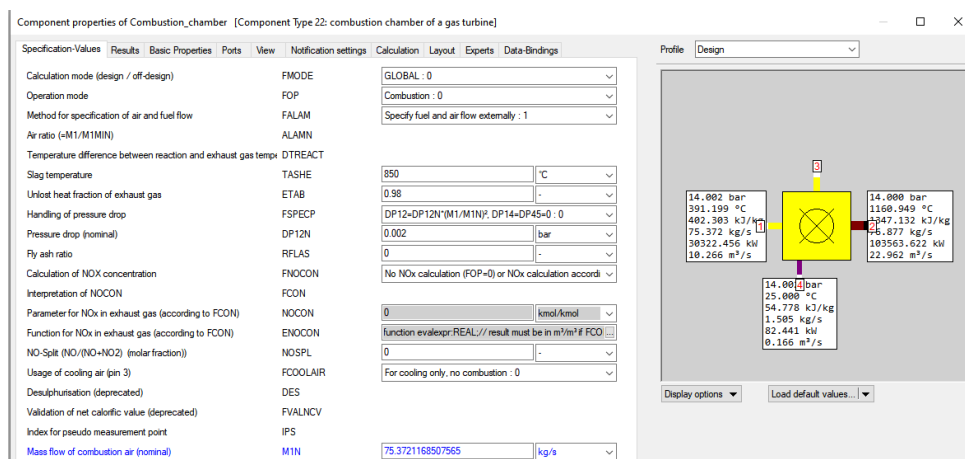 Component properties of Combustion_chamber [Component Type 22: combustion chamber of a gas turbine]
Specification-Values Results Basic Properties Ports View Notification settings Calculation Layout Experts Data-Bindings
Profile Design
Calculation mode (design / off-design) FMODE GLOBAL : 0
Operation mode FOP Combustion : 0
Method for specification of air and fuel flow FALAM Specify fuel and air flow externally : 1
Air ratio (=M1/M1MIN) ALAMN
Temperature difference between reaction and exhaust gas tempe DTREACT
Slag temperature TASHE 850 °C
Unlost heat fraction of exhaust gas ETAB 0.98 -
Handling of pressure drop FSPECP DP12=DP12N*(M1/M1N)², DP14=DP45=0 : 0
Pressure drop (nominal) DP12N 0.002 bar
Fly ash ratio RFLAS 0 -
Calculation of NOX concentration FNOCON No NOx calculation (FOP=0) or NOx calculation accordi
Interpretation of NOCON FCON
Parameter for NOx in exhaust gas (according to FCON) NOCON 0 kmol/kmol
Function for NOx in exhaust gas (according to FCON) ENOCON function evalexpr:REAL;// result must be in m³/m³ if FCO ...
NO-Split (NO/(NO+NO2) (molar fraction)) NOSPL 0 -
Usage of cooling air (pin 3) FCOOLAIR For cooling only, no combustion : 0
Desulphurisation (deprecated) DES
Validation of net calorific value (deprecated) FVALNCV
Index for pseudo measurement point IPS
Mass flow of combustion air (nominal) M1N 75.3721168507565 kg/s
3
14.002 bar
391.199 °C
402.303 kJ/kg
75.372 kg/s
30322.456 kW
10.266 m³/s
1
14.000 bar
1160.949 °C
1347.132 kJ/kg
76.877 kg/s
103563.622 kW
22.962 m³/s
2
14.002 bar
25.000 °C
54.778 kJ/kg
1.505 kg/s
82.441 kW
0.166 m³/s
4
Display options Load default values...